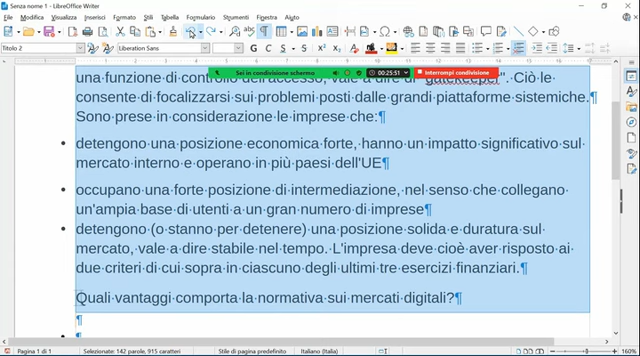 Senza nome 1 - LibreOffice Writer
File Modifica Visualizza Inserisci Formato Stili Tabella Formulario Strumenti Finestra Aiuto
Titolo 2 Liberation Sans
Sei in condivisione schermo 00:25:51 Interrompi condivisione
una funzione di controllo dell'accesso, vale a dire di "gatekeeper". Ciò le
consente di focalizzarsi sui problemi posti dalle grandi piattaforme sistemiche.¶
Sono prese in considerazione le imprese che:¶
• detengono una posizione economica forte, hanno un impatto significativo sul
mercato interno e operano in più paesi dell'UE¶
• occupano una forte posizione di intermediazione, nel senso che collegano
un'ampia base di utenti a un gran numero di imprese¶
• detengono (o stanno per detenere) una posizione solida e duratura sul
mercato, vale a dire stabile nel tempo. L'impresa deve cioè aver risposto ai
due criteri di cui sopra in ciascuno degli ultimi tre esercizi finanziari.¶
Quali vantaggi comporta la normativa sui mercati digitali?¶
¶
• ¶
Pagina 1 di 1 Selezionate: 142 parole, 915 caratteri Stile di pagina predefinito Italiano (Italia) 160%